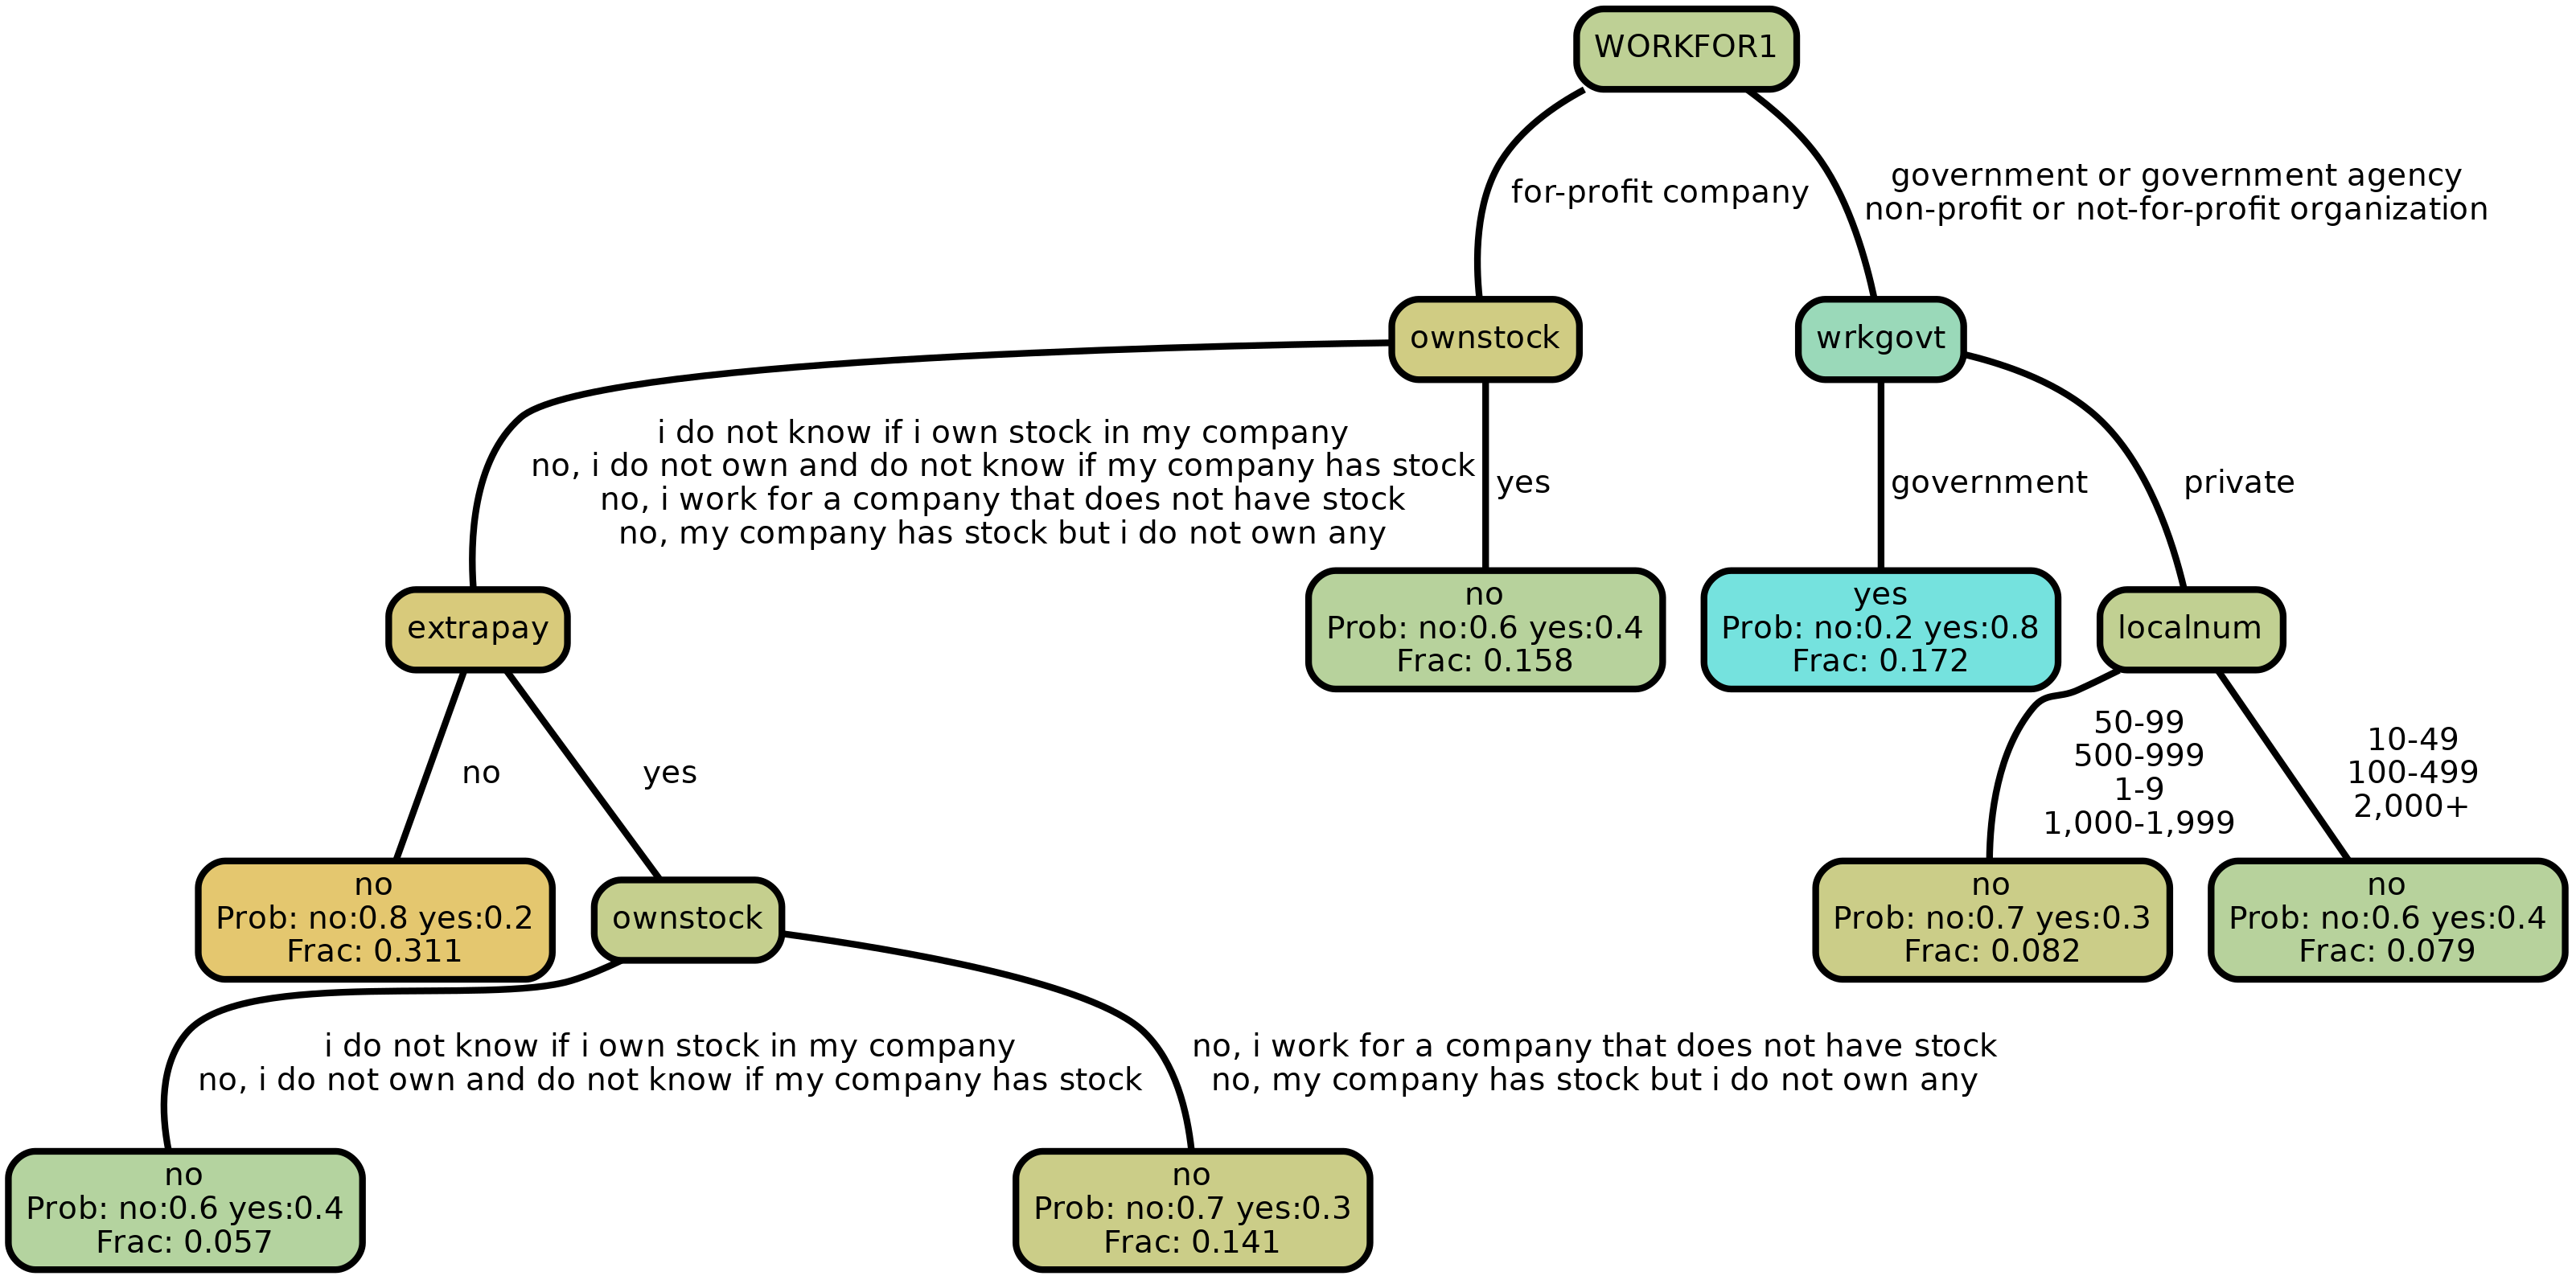 WORKFOR1
for-profit company
government or government agency
non-profit or not-for-profit organization
ownstock
wrkgovt
i do not know if i own stock in my company
no, i do not own and do not know if my company has stock
no, i work for a company that does not have stock
no, my company has stock but i do not own any
yes
government
private
extrapay
no
Prob: no:0.6 yes:0.4
Frac: 0.158
yes
Prob: no:0.2 yes:0.8
Frac: 0.172
localnum
no
yes
50-99
500-999
1-9
1,000-1,999
10-49
100-499
2,000+
no
Prob: no:0.8 yes:0.2
Frac: 0.311
ownstock
no
Prob: no:0.7 yes:0.3
Frac: 0.082
no
Prob: no:0.6 yes:0.4
Frac: 0.079
i do not know if i own stock in my company
no, i do not own and do not know if my company has stock
no, i work for a company that does not have stock
no, my company has stock but i do not own any
no
Prob: no:0.6 yes:0.4
Frac: 0.057
no
Prob: no:0.7 yes:0.3
Frac: 0.141